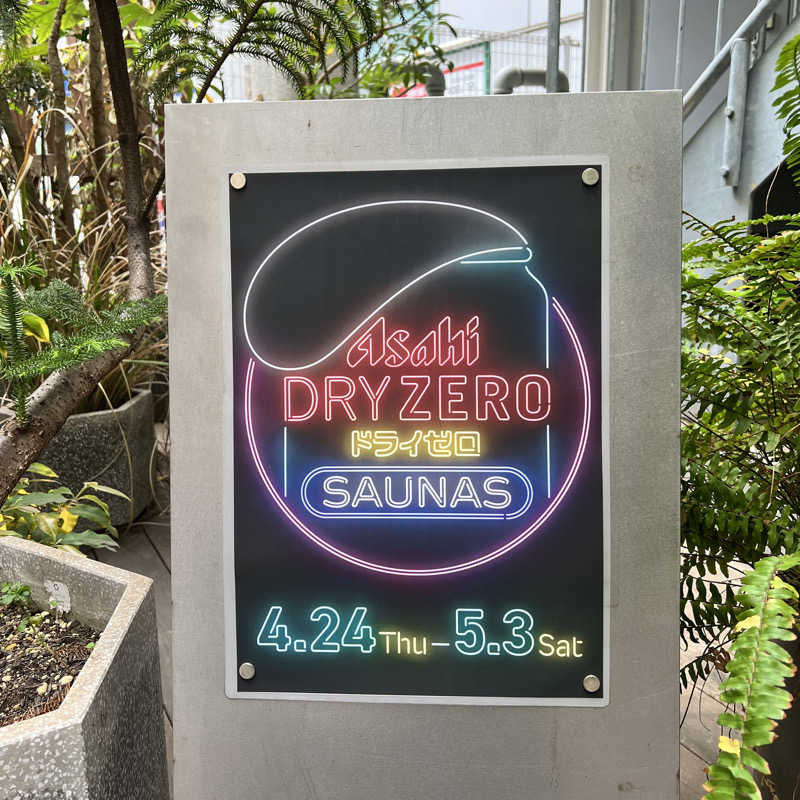 Asahi
DRY ZERO
ドライゼロ
SAUNAS
4.24 Thu – 5.3 Sat